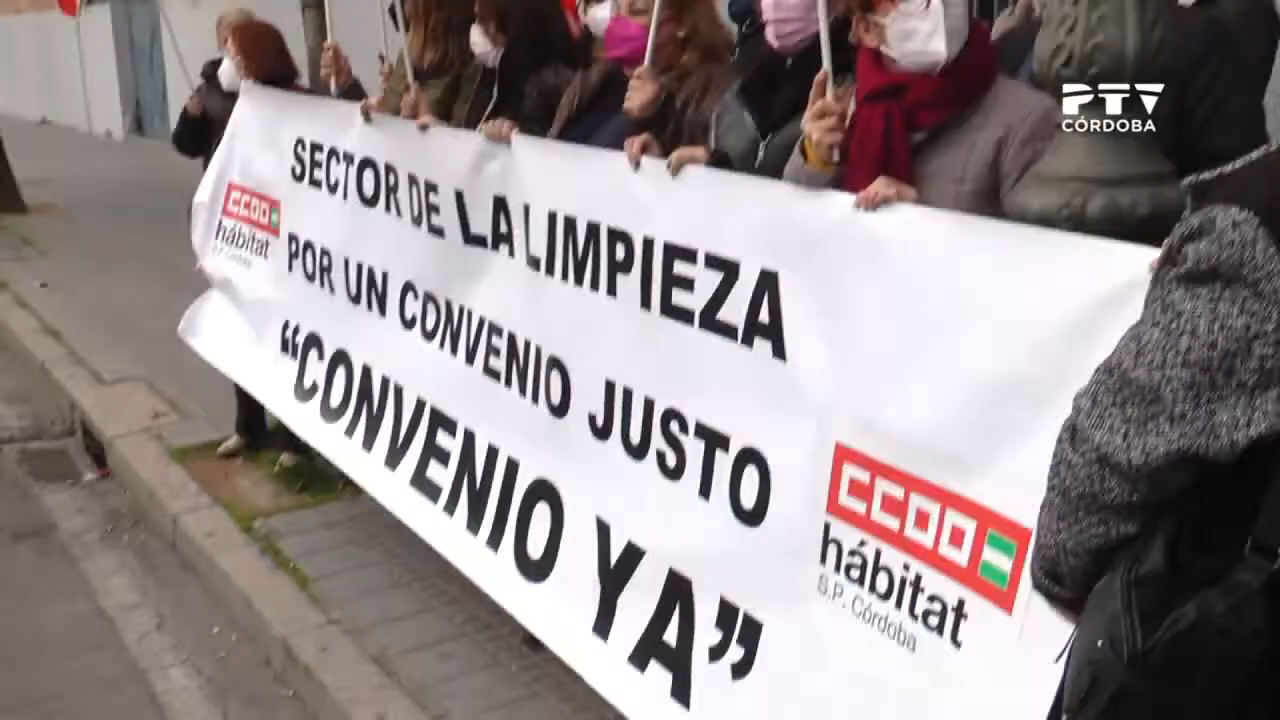 PTV
CÓRDOBA
SECTOR DE LA LIMPIEZA
POR UN CONVENIO JUSTO
“CONVENIO YA”
CCOO
hábitat
CCOO
hábitat
S.P. Córdoba